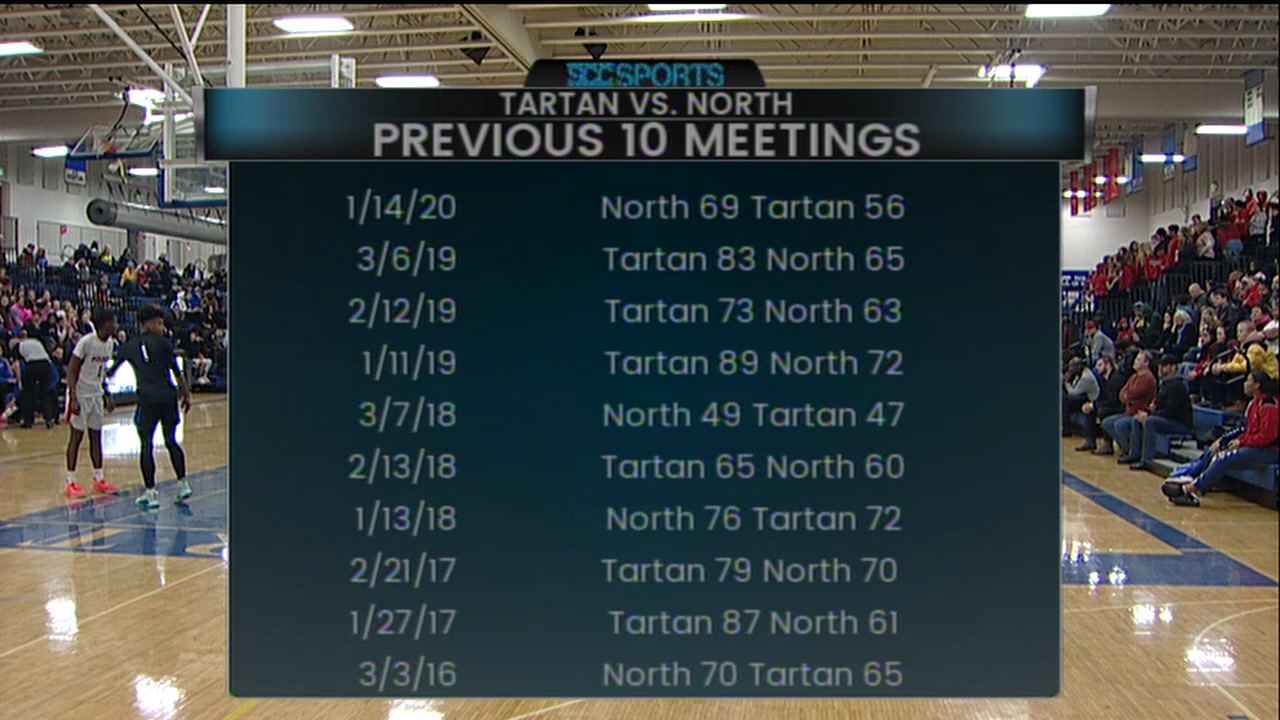 SCC SPORTS
TARTAN VS. NORTH
PREVIOUS 10 MEETINGS
1/14/20 North 69 Tartan 56
3/6/19 Tartan 83 North 65
2/12/19 Tartan 73 North 63
1/11/19 Tartan 89 North 72
3/7/18 North 49 Tartan 47
2/13/18 Tartan 65 North 60
1/13/18 North 76 Tartan 72
2/21/17 Tartan 79 North 70
1/27/17 Tartan 87 North 61
3/3/16 North 70 Tartan 65